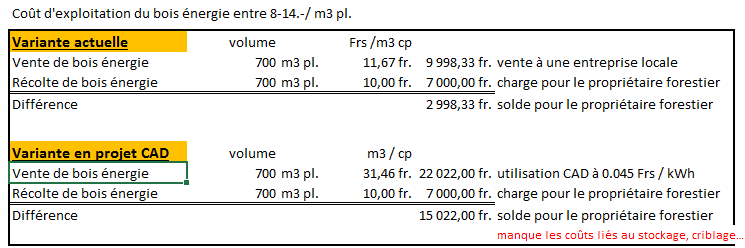 Coût d'exploitation du bois énergie entre 8-14.-/ m3 pl.
Variante actuelle volume Frs /m3 cp
Vente de bois énergie 700 m3 pl. 11,67 fr. 9 998,33 fr. vente à une entreprise locale
Récolte de bois énergie 700 m3 pl. 10,00 fr. 7 000,00 fr. charge pour le propriétaire forestier
Différence 2 998,33 fr. solde pour le propriétaire forestier
Variante en projet CAD volume m3 / cp
Vente de bois énergie 700 m3 pl. 31,46 fr. 22 022,00 fr. utilisation CAD à 0.045 Frs / kWh
Récolte de bois énergie 700 m3 pl. 10,00 fr. 7 000,00 fr. charge pour le propriétaire forestier
Différence 15 022,00 fr. solde pour le propriétaire forestier
manque les coûts liés au stockage, criblage...